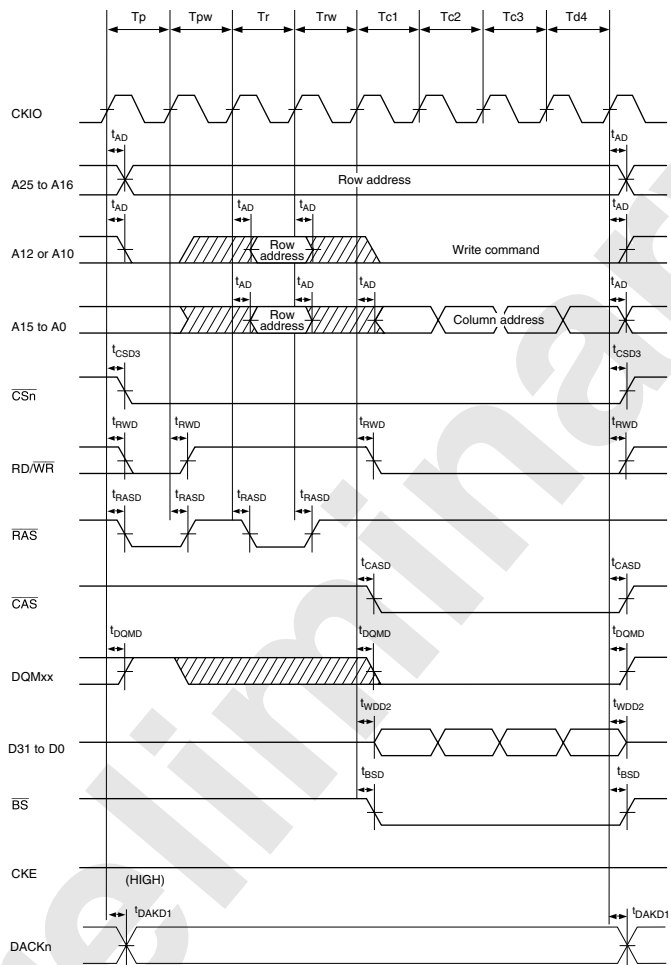 Tp Tpw Tr Trw Tc1 Tc2 Tc3 Td4
CKIO
tAD tAD
A25 to A16 Row address
tAD tAD tAD tAD
A12 or A10 Row address Write command
tAD tAD tAD tAD
A15 to A0 Row address Column address
tCSD3 tCSD3
CSn
tRWD tRWD tRWD tRWD
RD/WR
tRASD tRASD tRASD tRASD
RAS
tCASD tCASD
CAS
tDQMD tDQMD tDQMD
DQMxx
tWDD2 tWDD2
D31 to D0
tBSD tBSD
BS
CKE
(HIGH)
tDAKD1 tDAKD1
DACKn
eliminar